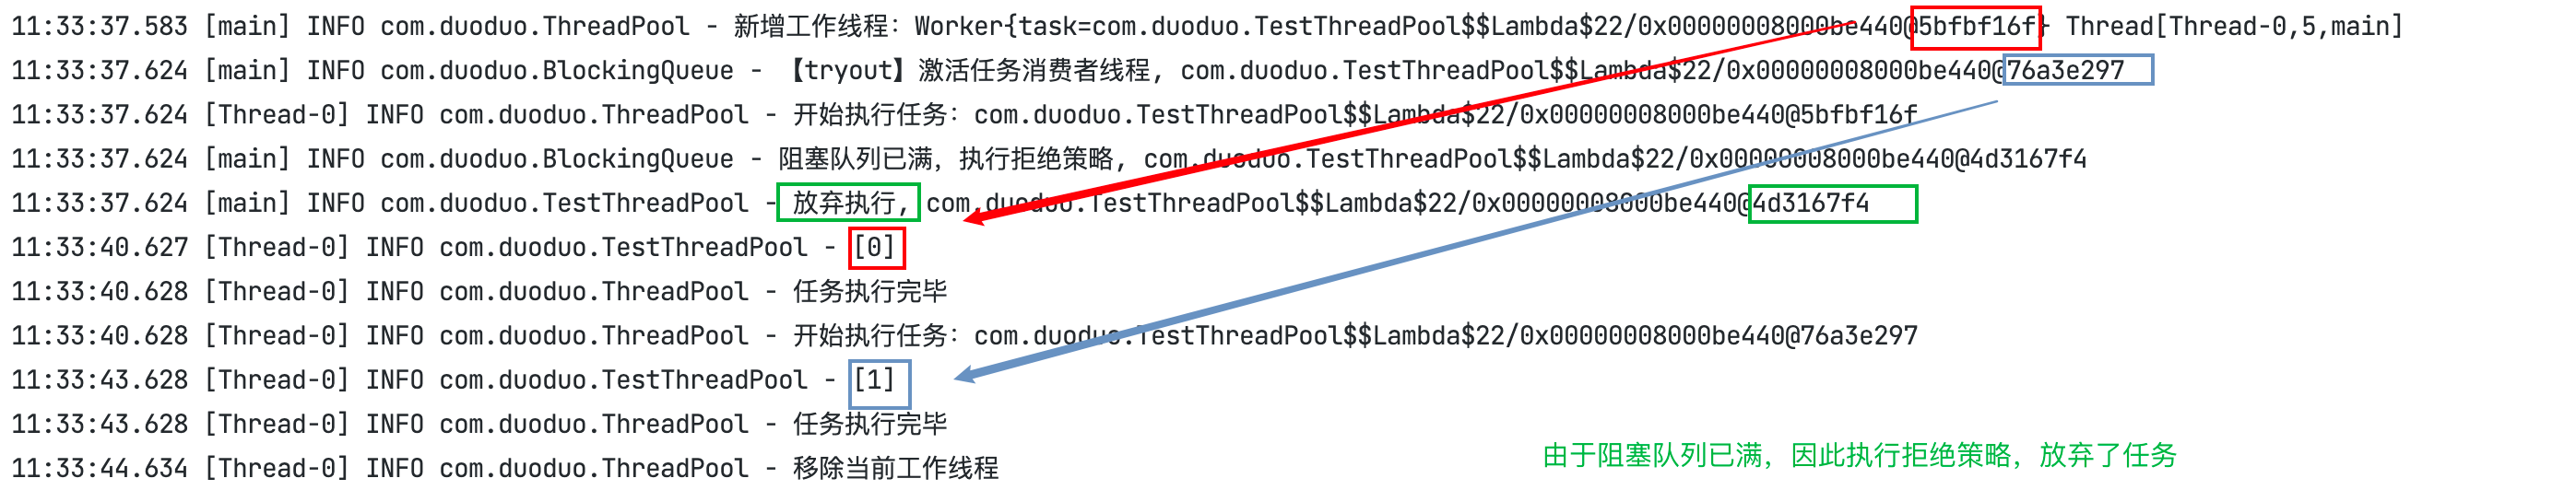 11:33:37.583 [main] INFO com.duoduo.ThreadPool - 新增工作线程：Worker{task=com.duoduo.TestThreadPool$$Lambda$22/0x00000008000be440@5bfbf16f} Thread[Thread-0,5,main]
11:33:37.624 [main] INFO com.duoduo.BlockingQueue - 【tryout】激活任务消费者线程, com.duoduo.TestThreadPool$$Lambda$22/0x00000008000be440@76a3e297
11:33:37.624 [Thread-0] INFO com.duoduo.ThreadPool - 开始执行任务：com.duoduo.TestThreadPool$$Lambda$22/0x00000008000be440@5bfbf16f
11:33:37.624 [main] INFO com.duoduo.BlockingQueue - 阻塞队列已满，执行拒绝策略, com.duoduo.TestThreadPool$$Lambda$22/0x00000008000be440@4d3167f4
11:33:37.624 [main] INFO com.duoduo.TestThreadPool - 放弃执行, com.duoduo.TestThreadPool$$Lambda$22/0x00000008000be440@4d3167f4
11:33:40.627 [Thread-0] INFO com.duoduo.TestThreadPool - [0]
11:33:40.628 [Thread-0] INFO com.duoduo.ThreadPool - 任务执行完毕
11:33:40.628 [Thread-0] INFO com.duoduo.ThreadPool - 开始执行任务：com.duoduo.TestThreadPool$$Lambda$22/0x00000008000be440@76a3e297
11:33:43.628 [Thread-0] INFO com.duoduo.TestThreadPool - [1]
11:33:43.628 [Thread-0] INFO com.duoduo.ThreadPool - 任务执行完毕
11:33:44.634 [Thread-0] INFO com.duoduo.ThreadPool - 移除当前工作线程
由于阻塞队列已满，因此执行拒绝策略，放弃了任务